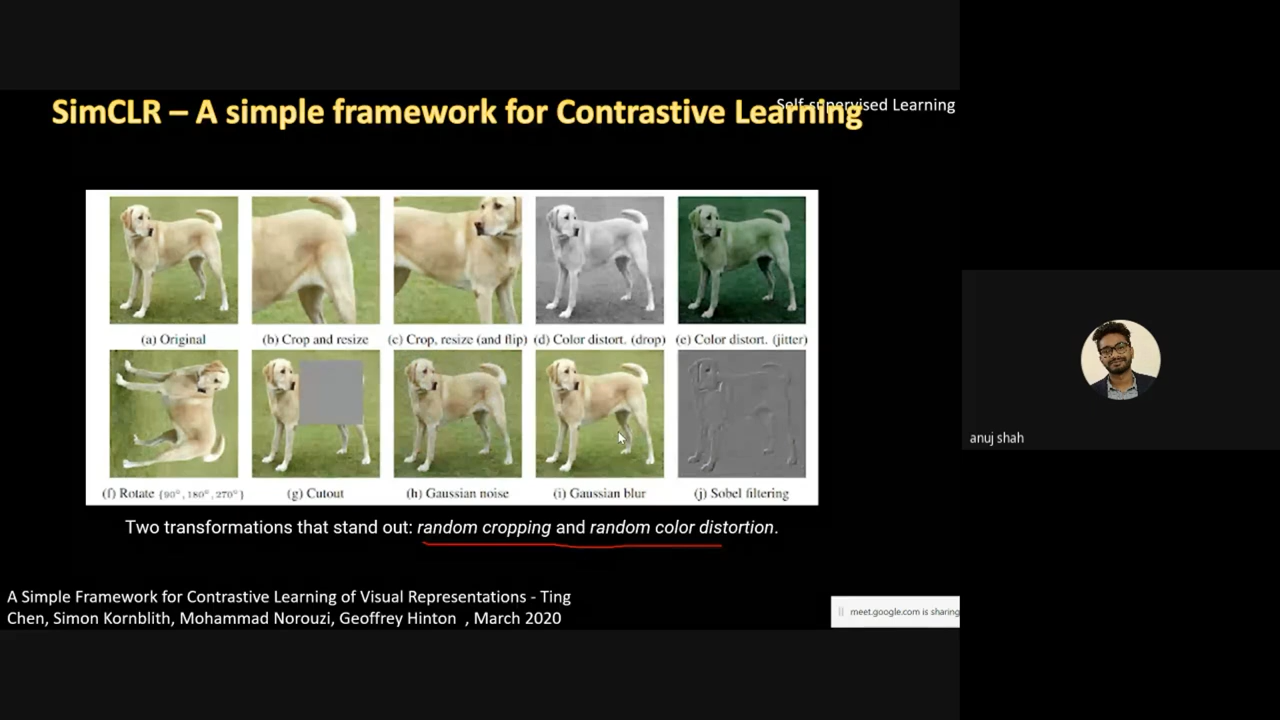 SimCLR – A simple framework for Contrastive Learning
Self-supervised Learning
(a) Original
(b) Crop and resize
(c) Crop, resize (and flip)
(d) Color distort. (drop)
(e) Color distort. (jitter)
(f) Rotate {90°, 180°, 270°}
(g) Cutout
(h) Gaussian noise
(i) Gaussian blur
(j) Sobel filtering
Two transformations that stand out: random cropping and random color distortion.
A Simple Framework for Contrastive Learning of Visual Representations - Ting
Chen, Simon Kornblith, Mohammad Norouzi, Geoffrey Hinton , March 2020
meet.google.com is sharing
anuj shah